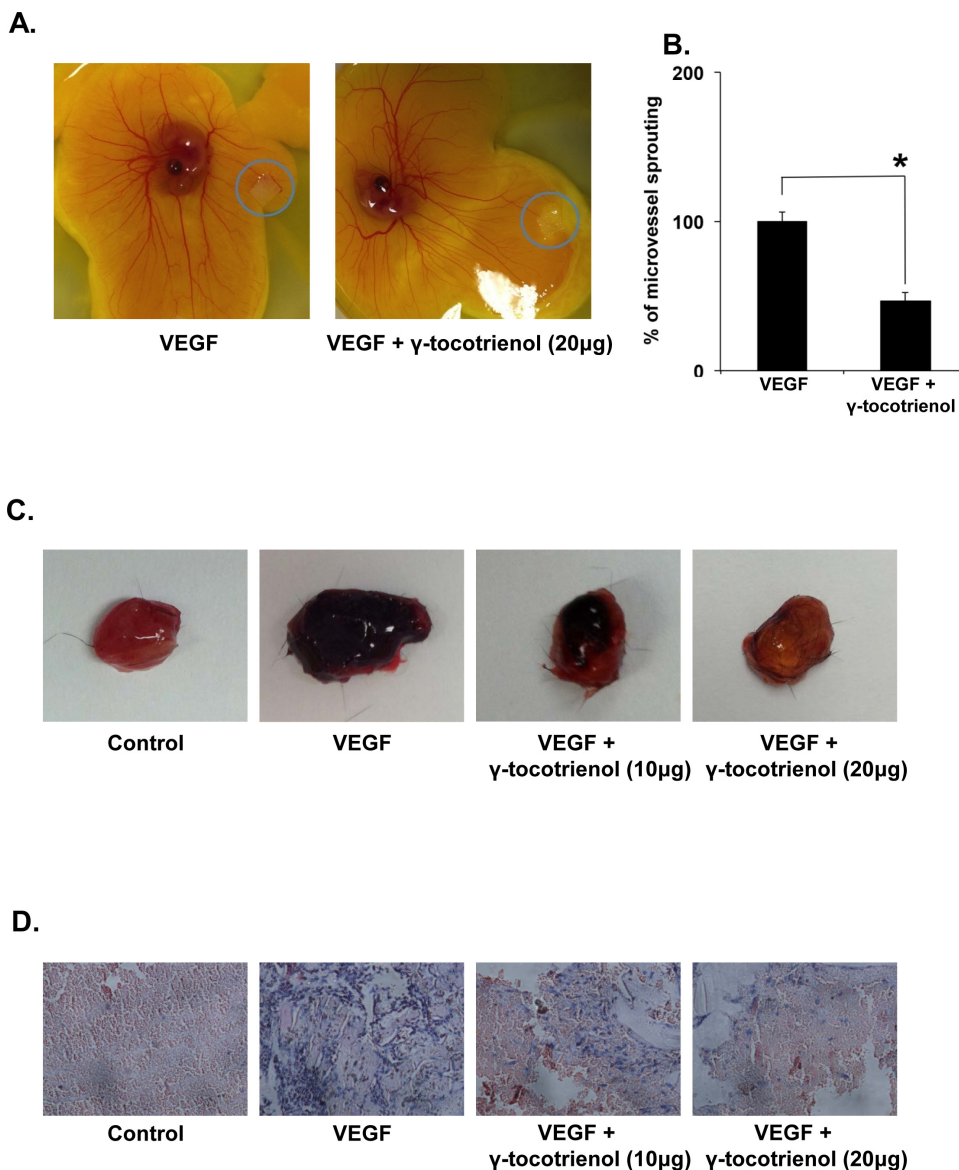 A.
VEGF
VEGF + γ-tocotrienol (20µg)
B.
% of microvessel sprouting
200
100
0
*
VEGF
VEGF +
γ-tocotrienol
C.
Control
VEGF
VEGF +
γ-tocotrienol (10µg)
VEGF +
γ-tocotrienol (20µg)
D.
Control
VEGF
VEGF +
γ-tocotrienol (10µg)
VEGF +
γ-tocotrienol (20µg)